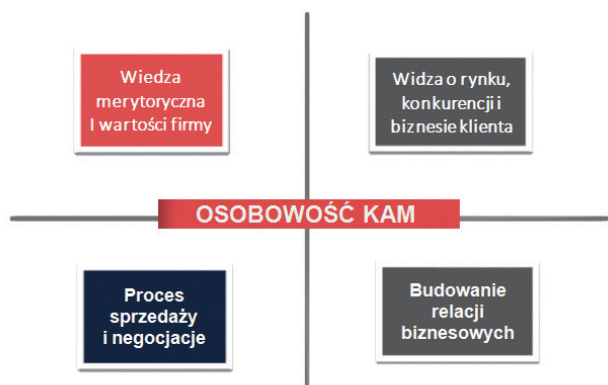 Wiedza
merytoryczna
I wartości firmy
Widza o rynku,
konkurencji i
biznesie klienta
OSOBOWOŚĆ KAM
Proces
sprzedaży
i negocjacje
Budowanie
relacji
biznesowych